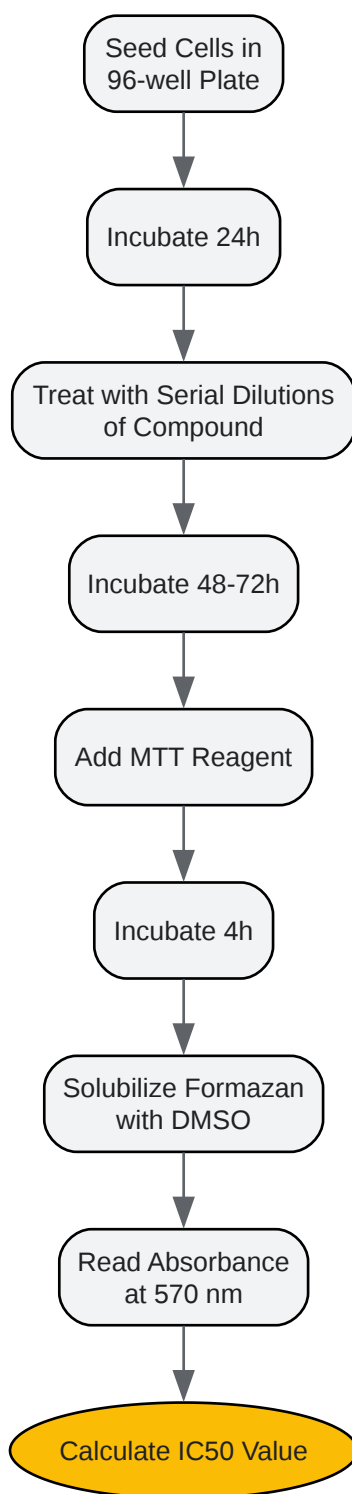 Seed Cells in
96-well Plate
Incubate 24h
Treat with Serial Dilutions
of Compound
Incubate 48-72h
Add MTT Reagent
Incubate 4h
Solubilize Formazan
with DMSO
Read Absorbance
at 570 nm
Calculate IC50 Value